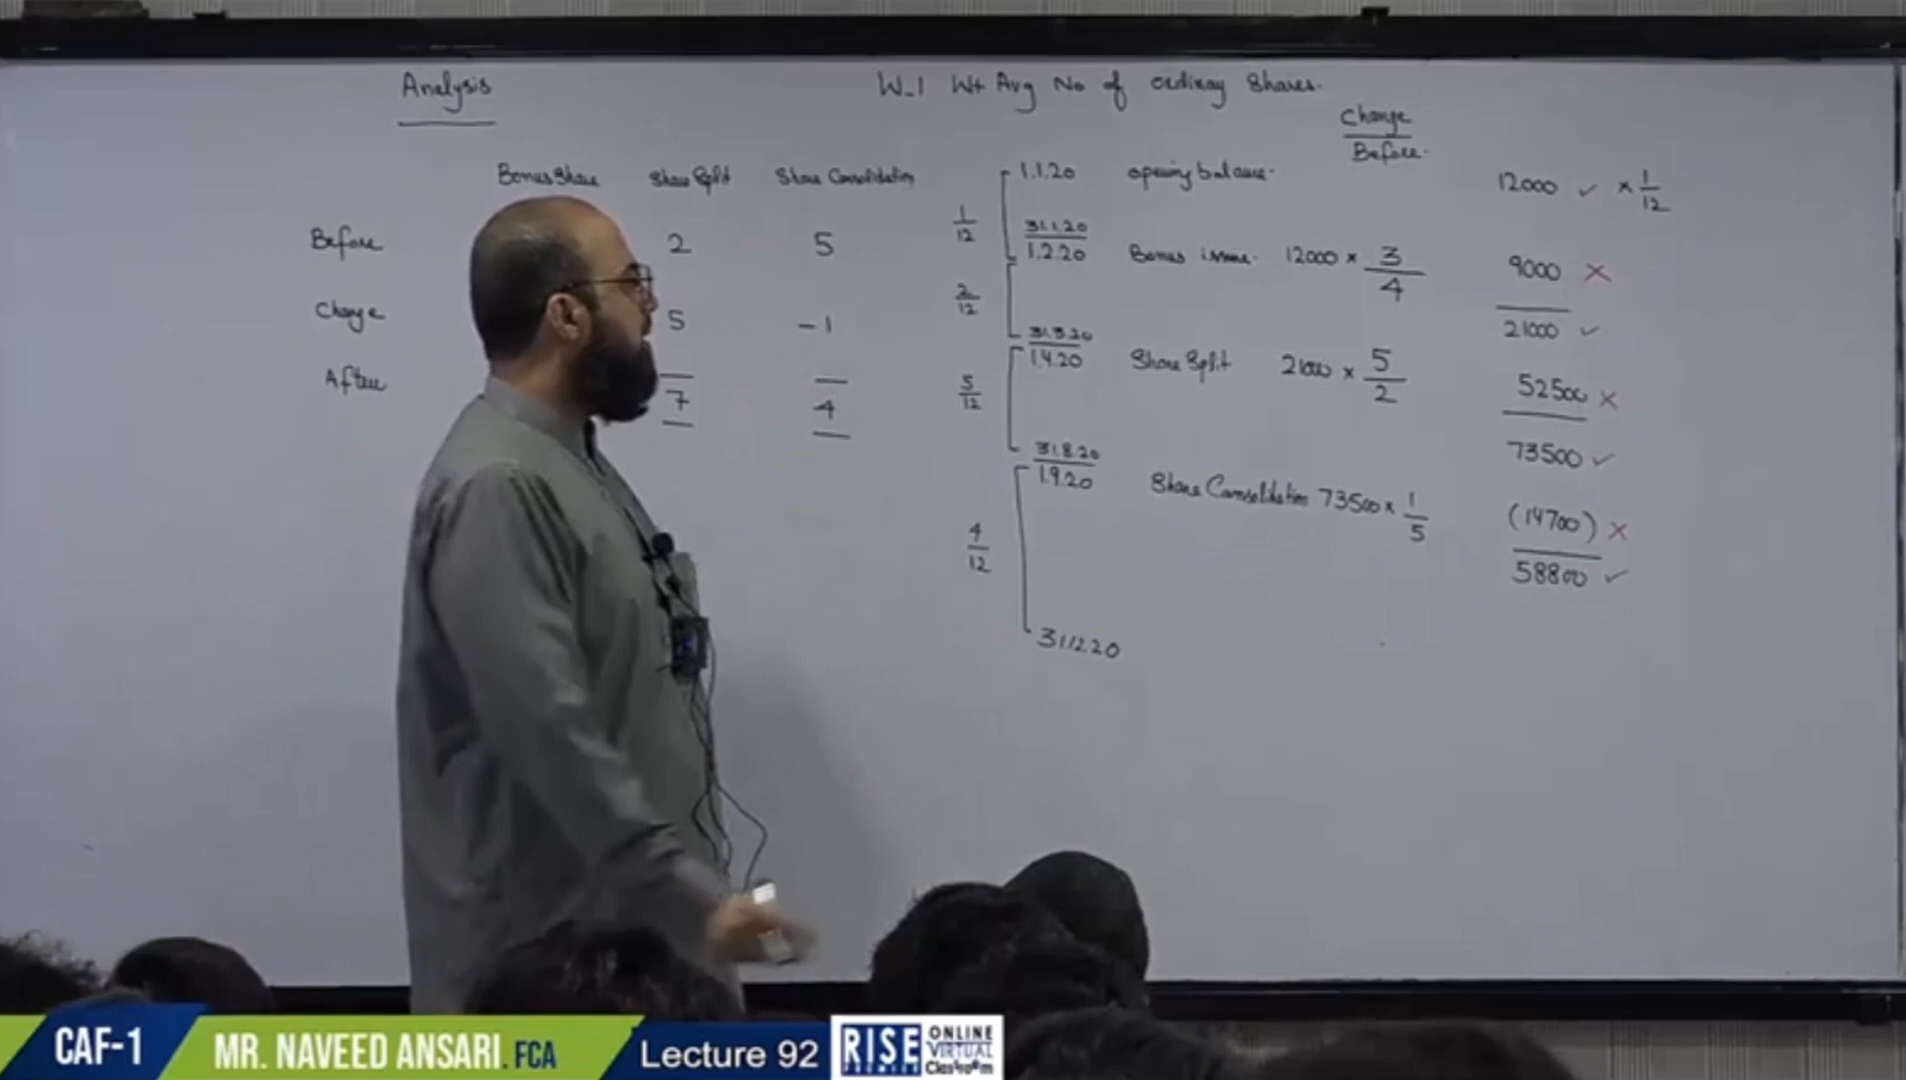 Analysis
W-1 Wt Avg No of ordinary Shares.
Change
Before.
Bonus Share Share Split Share Consolidation
Before 2 5
Change 5 -1
After 7 4
1/12 1.1.20 opening balance. 12000 ✓ × 1/12
31.1.20
2/12 1.2.20 Bonus issue. 12000 × 3/4 9000 ×
21000 ✓
31.3.20
5/12 1.4.20 Share Split 21000 × 5/2 52500 ×
73500 ✓
31.8.20
4/12 1.9.20 Share Consolidation 73500 × 1/5 (14700) ×
58800 ✓
31.12.20
CAF-1 MR. NAVEED ANSARI. FCA Lecture 92 RISE PREMIER ONLINE VIRTUAL Classroom